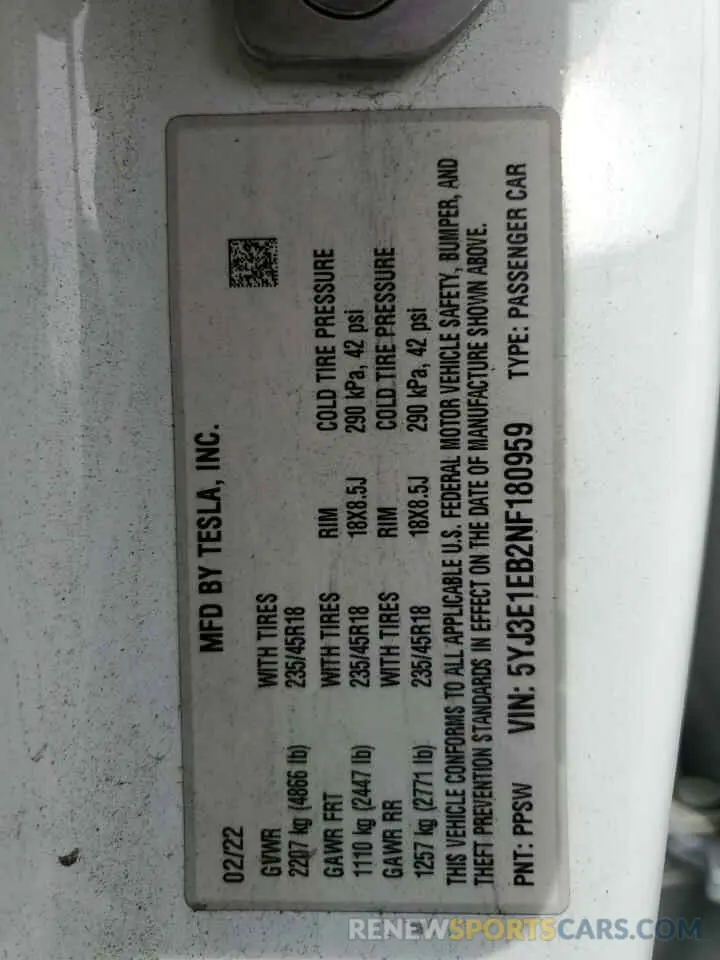 MFD BY TESLA, INC.
02/22
GVWR WITH TIRES
2207 kg (4866 lb) 235/45R18
GAWR FRT WITH TIRES RIM COLD TIRE PRESSURE
1110 kg (2447 lb) 235/45R18 18X8.5J 290 kPa, 42 psi
GAWR RR WITH TIRES RIM COLD TIRE PRESSURE
1257 kg (2771 lb) 235/45R18 18X8.5J 290 kPa, 42 psi
THIS VEHICLE CONFORMS TO ALL APPLICABLE U.S. FEDERAL MOTOR VEHICLE SAFETY, BUMPER, AND
THEFT PREVENTION STANDARDS IN EFFECT ON THE DATE OF MANUFACTURE SHOWN ABOVE.
PNT: PPSW VIN: 5YJ3E1EB2NF180959 TYPE: PASSENGER CAR
RENEWSPORTSCARS.COM